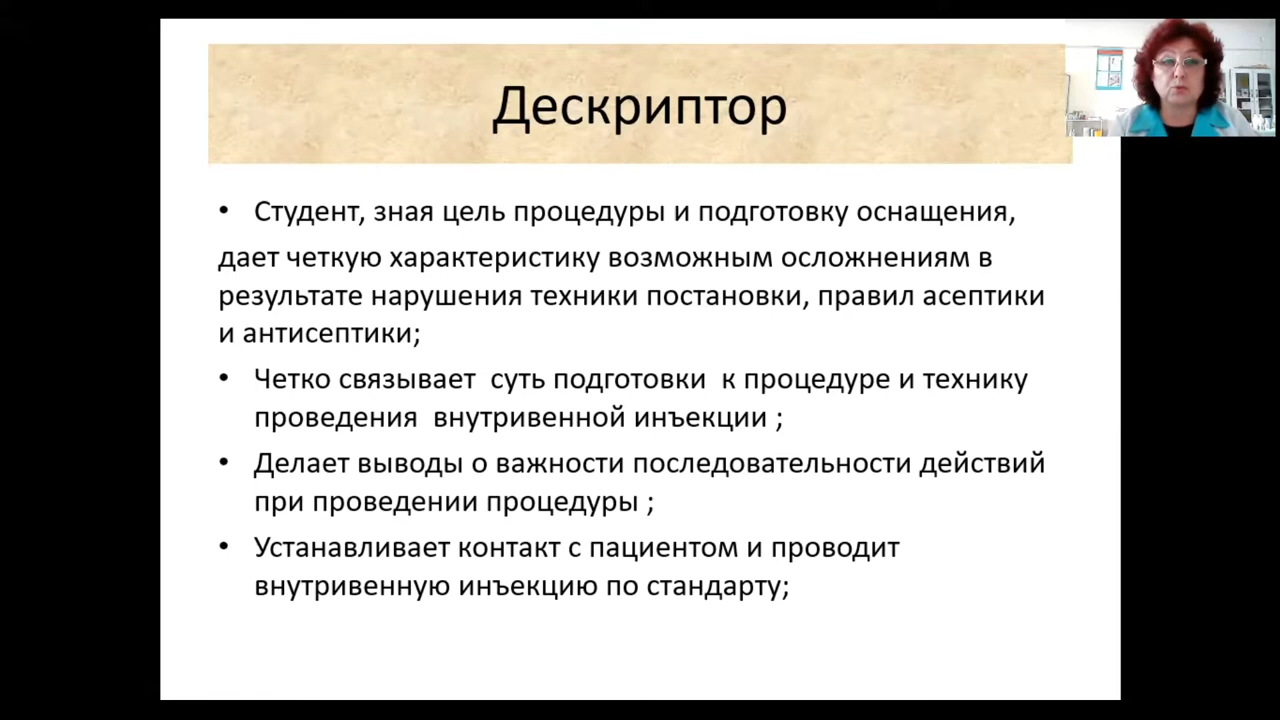 Дескриптор
• Студент, зная цель процедуры и подготовку оснащения,
дает четкую характеристику возможным осложнениям в
результате нарушения техники постановки, правил асептики
и антисептики;
• Четко связывает суть подготовки к процедуре и технику
проведения внутривенной инъекции ;
• Делает выводы о важности последовательности действий
при проведении процедуры ;
• Устанавливает контакт с пациентом и проводит
внутривенную инъекцию по стандарту;